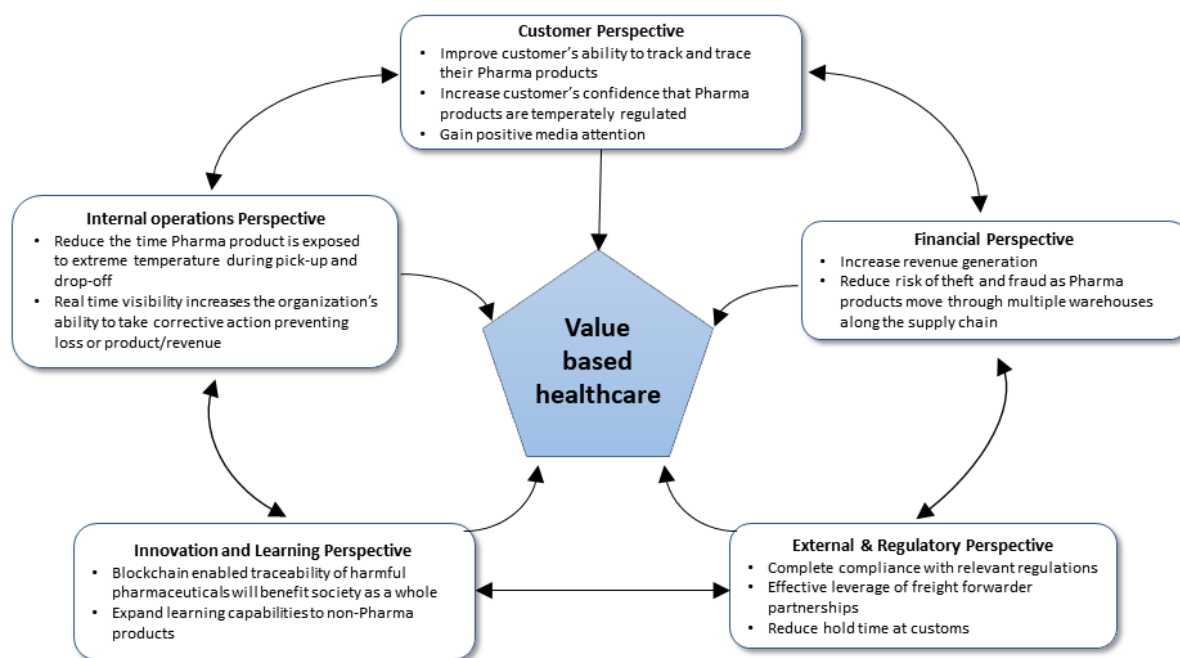 Customer Perspective
• Improve customer's ability to track and trace
their Pharma products
• Increase customer's confidence that Pharma
products are temperately regulated
• Gain positive media attention
Internal operations Perspective
• Reduce the time Pharma product is exposed
to extreme temperature during pick-up and
drop-off
• Real time visibility increases the organization's
ability to take corrective action preventing
loss or product/revenue
Financial Perspective
• Increase revenue generation
• Reduce risk of theft and fraud as Pharma
products move through multiple warehouses
along the supply chain
Value
based
healthcare
Innovation and Learning Perspective
• Blockchain enabled traceability of harmful
pharmaceuticals will benefit society as a whole
• Expand learning capabilities to non-Pharma
products
External & Regulatory Perspective
• Complete compliance with relevant regulations
• Effective leverage of freight forwarder
partnerships
• Reduce hold time at customs